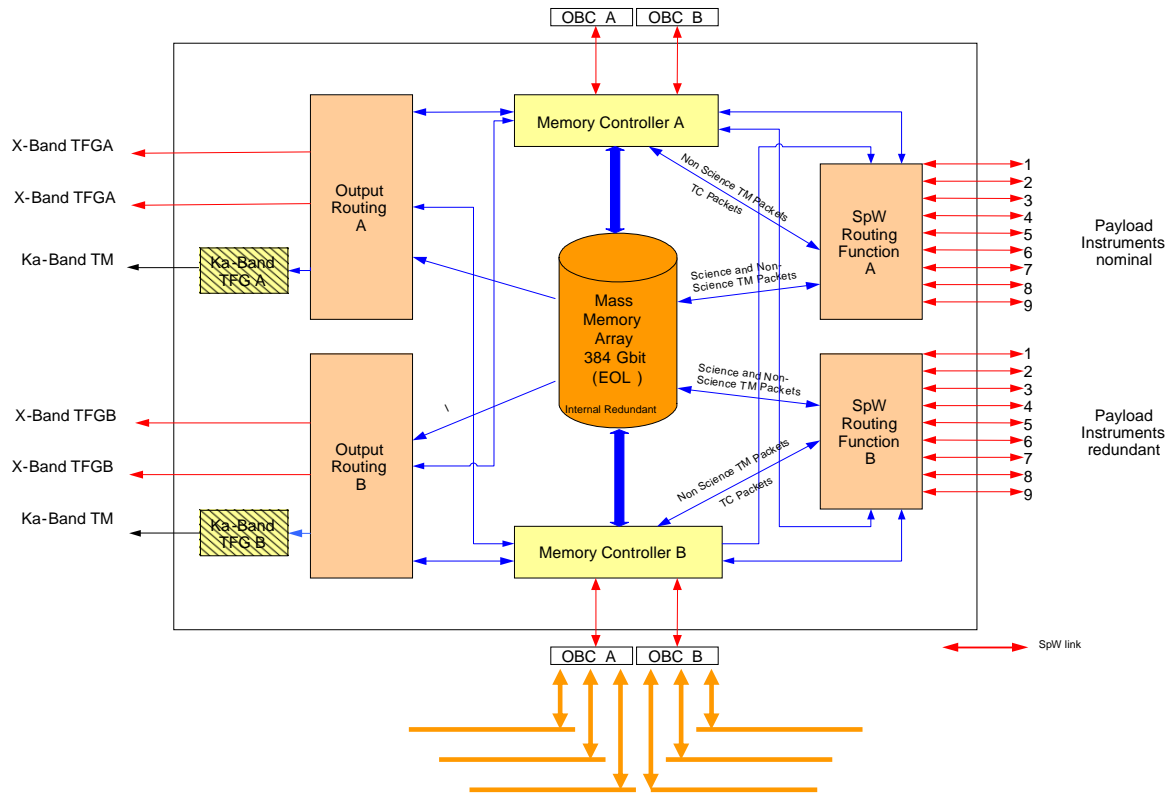 OBC A
OBC B
Memory Controller A
X-Band TFGA
X-Band TFGA
Ka-Band TM
Output
Routing
A
Ka-Band
TFG A
Non Science TM Packets
TC Packets
SpW
Routing
Function
A
1
2
3
4
5
6
7
8
9
Payload
Instruments
nominal
Science and Non-
Science TM Packets
Mass
Memory
Array
384 Gbit
(EOL )
Internal Redundant
Science and Non-
Science TM Packets
I
X-Band TFGB
X-Band TFGB
Ka-Band TM
Output
Routing
B
Ka-Band
TFG B
Non Science TM Packets
TC Packets
SpW
Routing
Function
B
1
2
3
4
5
6
7
8
9
Payload
Instruments
redundant
Memory Controller B
OBC A
OBC B
SpW link